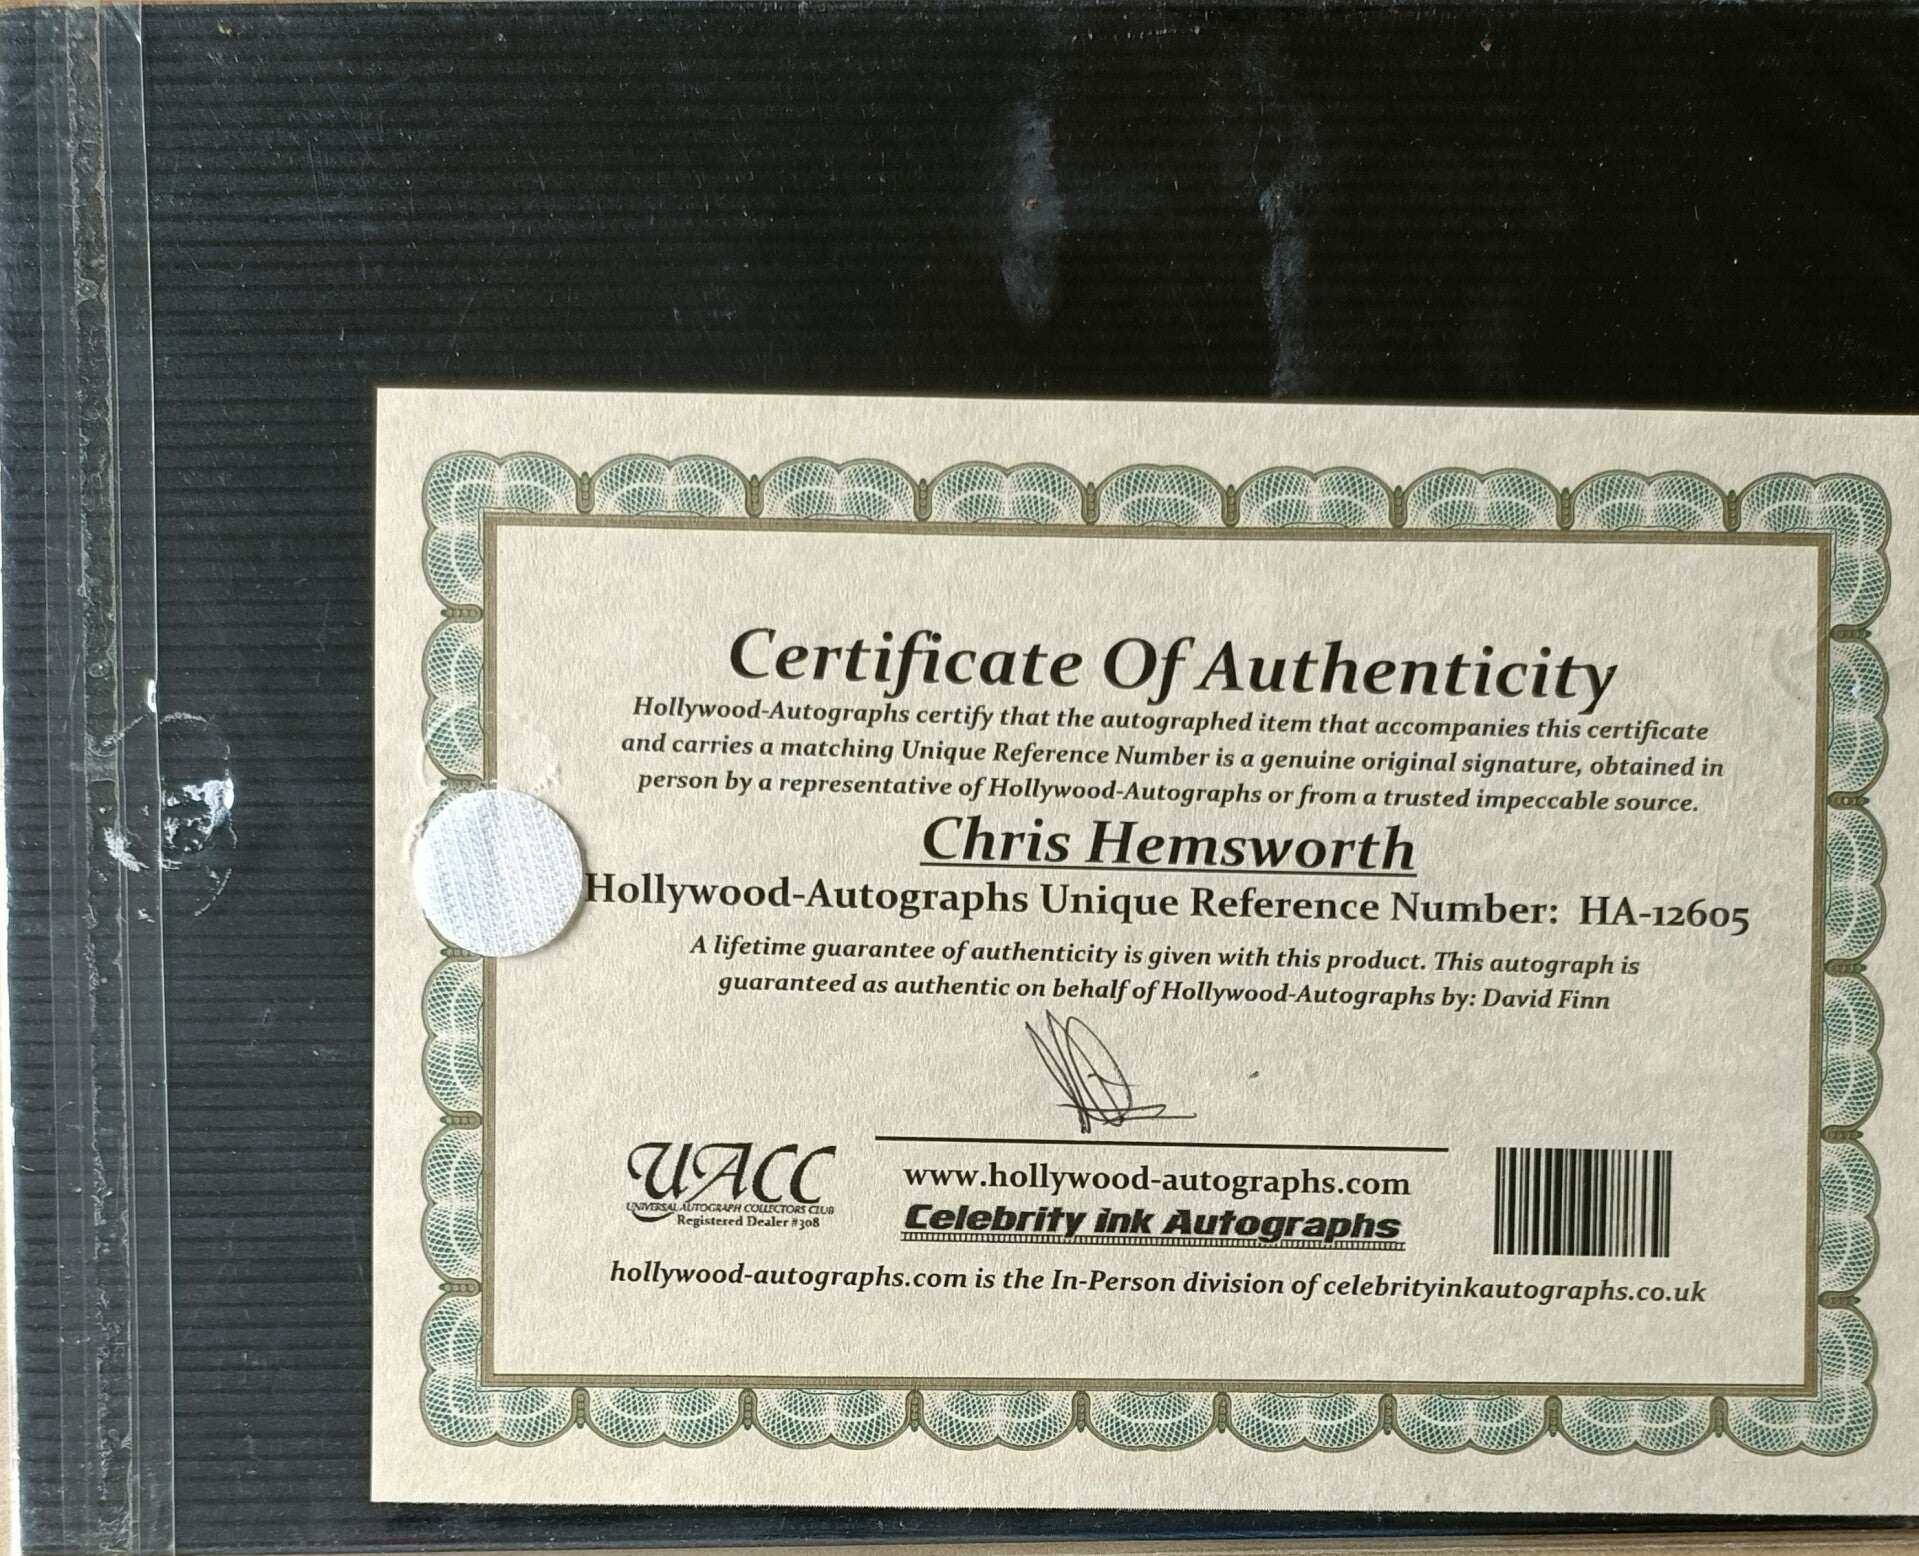 Certificate Of Authenticity
Hollywood-Autographs certify that the autographed item that accompanies this certificate
and carries a matching Unique Reference Number is a genuine original signature, obtained in
person by a representative of Hollywood-Autographs or from a trusted impeccable source.
Chris Hemsworth
Hollywood-Autographs Unique Reference Number: HA-12605
A lifetime guarantee of authenticity is given with this product. This autograph is
guaranteed as authentic on behalf of Hollywood-Autographs by: David Finn
UACC
UNIVERSAL AUTOGRAPH COLLECTORS CLUB
Registered Dealer #308
www.hollywood-autographs.com
Celebrity ink Autographs
hollywood-autographs.com is the In-Person division of celebrityinkautographs.co.uk